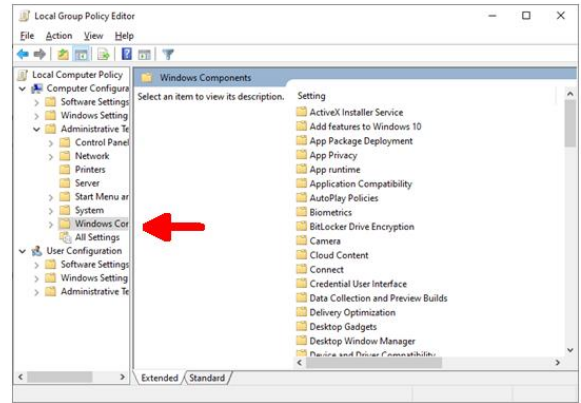 Local Group Policy Editor
File Action View Help
Local Computer Policy
Computer Configura
Software Settings
Windows Setting
Administrative Te
Control Panel
Network
Printers
Server
Start Menu ar
System
Windows Cor
All Settings
User Configuration
Software Settings
Windows Setting
Administrative Te
Windows Components
Select an item to view its description.
Setting
ActiveX Installer Service
Add features to Windows 10
App Package Deployment
App Privacy
App runtime
Application Compatibility
AutoPlay Policies
Biometrics
BitLocker Drive Encryption
Camera
Cloud Content
Connect
Credential User Interface
Data Collection and Preview Builds
Delivery Optimization
Desktop Gadgets
Desktop Window Manager
Device and Driver Compatibility
Extended Standard